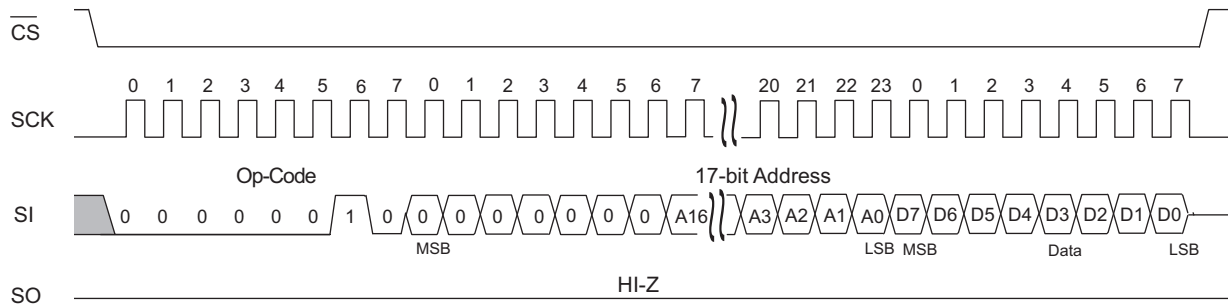 CS
0 1 2 3 4 5 6 7 0 1 2 3 4 5 6 7 20 21 22 23 0 1 2 3 4 5 6 7
SCK
Op-Code 17-bit Address
SI 0 0 0 0 0 0 1 0 0 0 0 0 0 0 0 A16 A3 A2 A1 A0 D7 D6 D5 D4 D3 D2 D1 D0
MSB LSB MSB Data LSB
HI-Z
SO